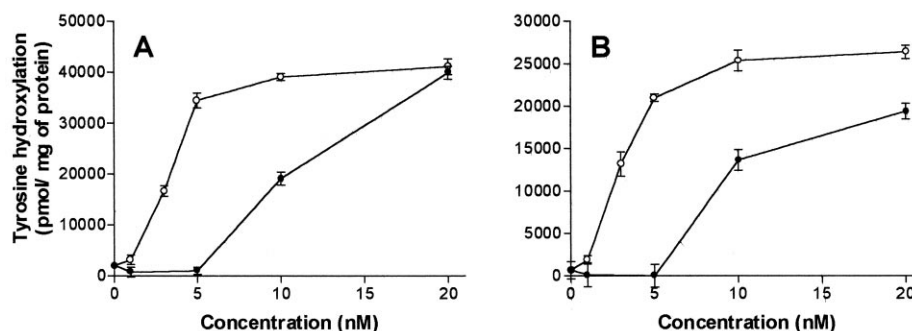 A
B
Tyrosine hydroxylation
(pmol/ mg of protein)
50000
40000
30000
20000
10000
0
30000
25000
20000
15000
10000
5000
0
0 5 10 15 20
0 5 10 15 20
Concentration (nM)
Concentration (nM)